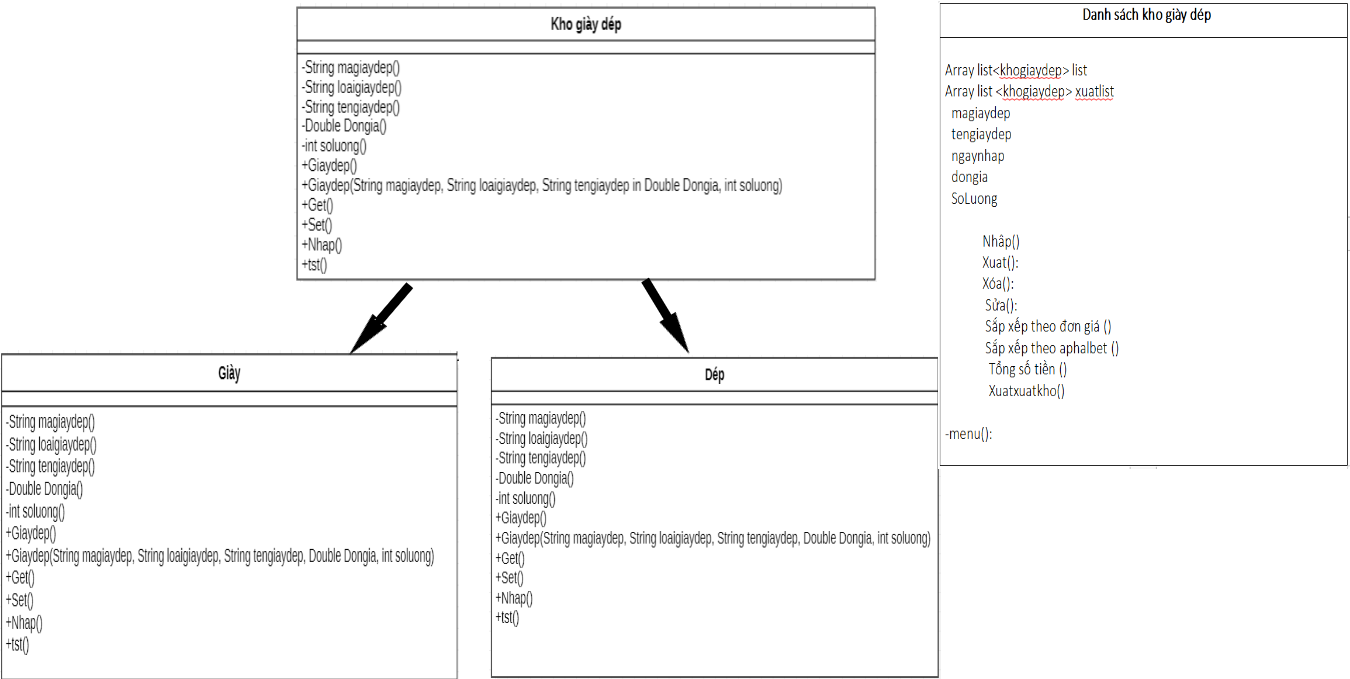 Kho giày dép
-String magiaydep()
-String loaigiaydep()
-String tengiaydep()
-Double Dongia()
-int soluong()
+Giaydep()
+Giaydep(String magiaydep, String loaigiaydep, String tengiaydep in Double Dongia, int soluong)
+Get()
+Set()
+Nhap()
+tst()
Giày
-String magiaydep()
-String loaigiaydep()
-String tengiaydep()
-Double Dongia()
-int soluong()
+Giaydep()
+Giaydep(String magiaydep, String loaigiaydep, String tengiaydep, Double Dongia, int soluong)
+Get()
+Set()
+Nhap()
+tst()
Dép
-String magiaydep()
-String loaigiaydep()
-String tengiaydep()
-Double Dongia()
-int soluong()
+Giaydep()
+Giaydep(String magiaydep, String loaigiaydep, String tengiaydep, Double Dongia, int soluong)
+Get()
+Set()
+Nhap()
+tst()
Danh sách kho giày dép
Array list<khogiaydep> list
Array list <khogiaydep> xuatlist
magiaydep
tengiaydep
ngaynhap
dongia
SoLuong
Nhâp()
Xuat():
Xóa():
Sửa():
Sắp xếp theo đơn giá ()
Sắp xếp theo aphalbet ()
Tổng số tiền ()
Xuatxuatkho()
-menu():